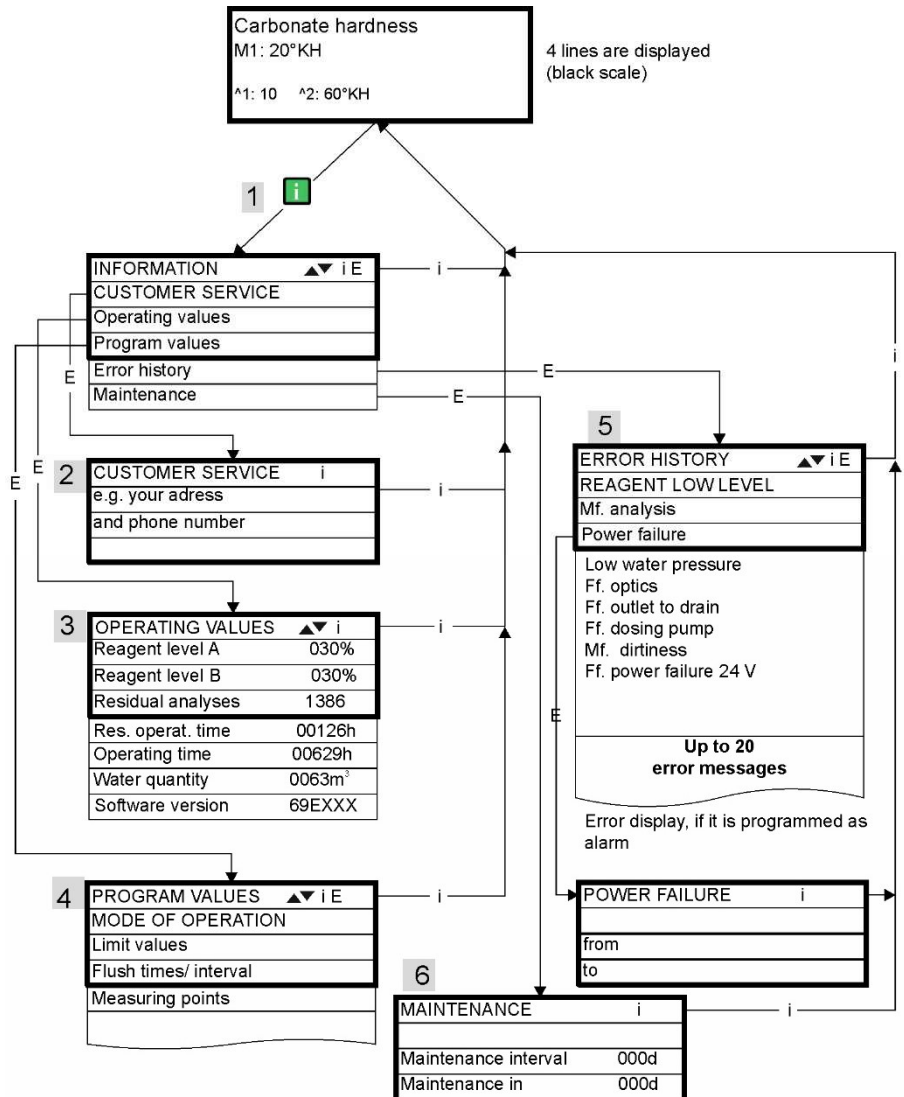 Carbonate hardness
M1: 20°KH
^1: 10 ^2: 60°KH
4 lines are displayed
(black scale)
1
i
INFORMATION ▲▼ i E
CUSTOMER SERVICE
Operating values
Program values
Error history
Maintenance
i
E
E
E
E
E
i
2
CUSTOMER SERVICE i
e.g. your adress
and phone number
i
3
OPERATING VALUES ▲▼ i
Reagent level A 030%
Reagent level B 030%
Residual analyses 1386
Res. operat. time 00126h
Operating time 00629h
Water quantity 0063m³
Software version 69EXXX
i
4
PROGRAM VALUES ▲▼ i E
MODE OF OPERATION
Limit values
Flush times/ interval
Measuring points
i
5
ERROR HISTORY ▲▼ i E
REAGENT LOW LEVEL
Mf. analysis
Power failure
Low water pressure
Ff. optics
Ff. outlet to drain
Ff. dosing pump
Mf. dirtiness
Ff. power failure 24 V
E
Up to 20
error messages
Error display, if it is programmed as
alarm
POWER FAILURE i
from
to
6
MAINTENANCE i
Maintenance interval 000d
Maintenance in 000d
i